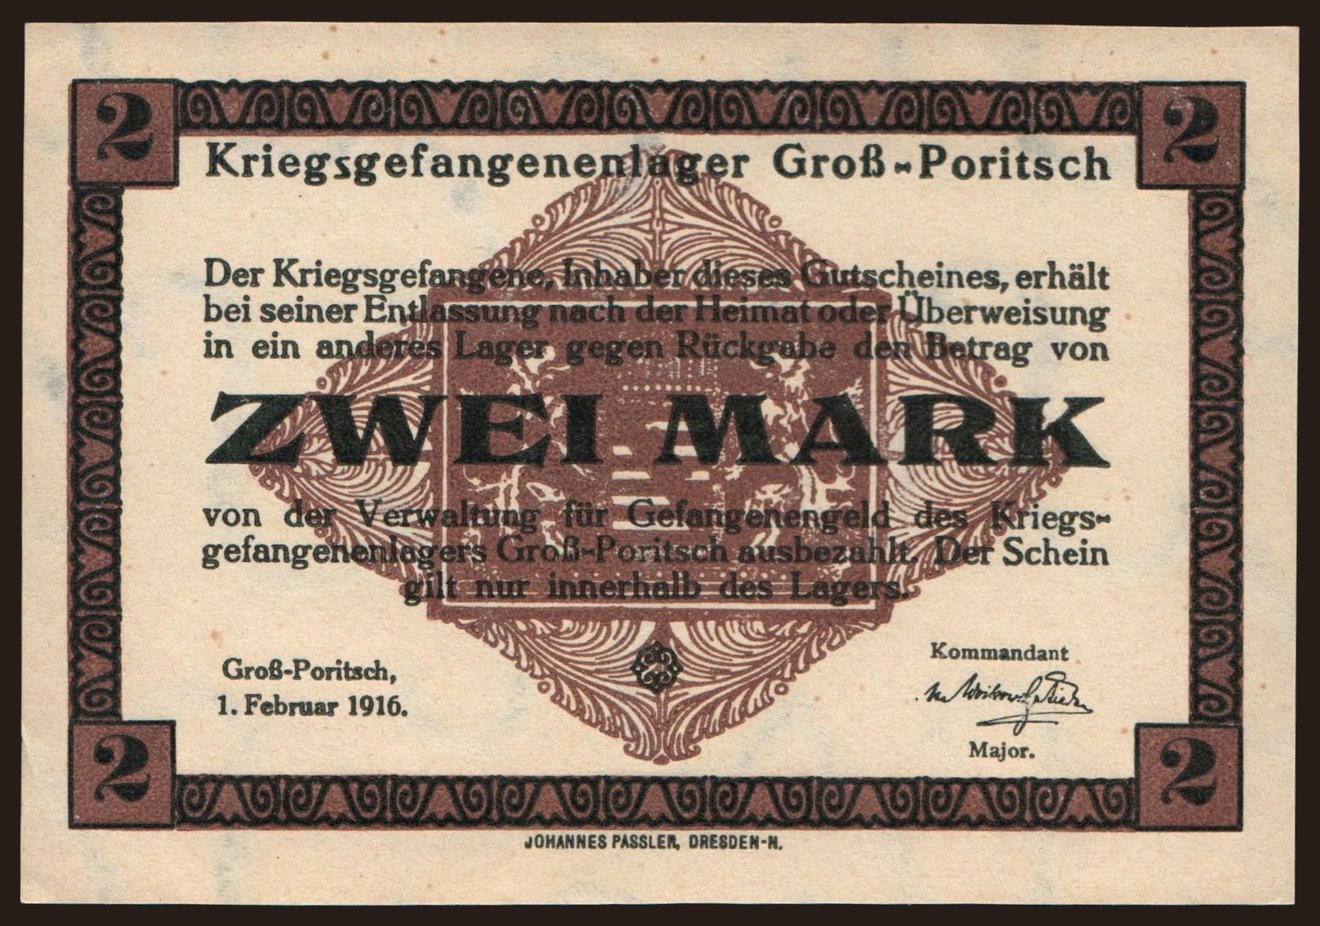 2 2
Kriegsgefangenenlager Groß-Poritsch
Der Kriegsgefangene, Inhaber dieses Gutscheines, erhält
bei seiner Entlassung nach der Heimat oder Überweisung
in ein anderes Lager gegen Rückgabe den Betrag von
ZWEI MARK
von der Verwaltung für Gefangenengeld des Kriegs-
gefangenenlagers Groß-Poritsch ausbezahlt. Der Schein
gilt nur innerhalb des Lagers.
Groß-Poritsch,
1. Februar 1916.
Kommandant
Major.
2 2
JOHANNES PASSLER, DRESDEN-N.